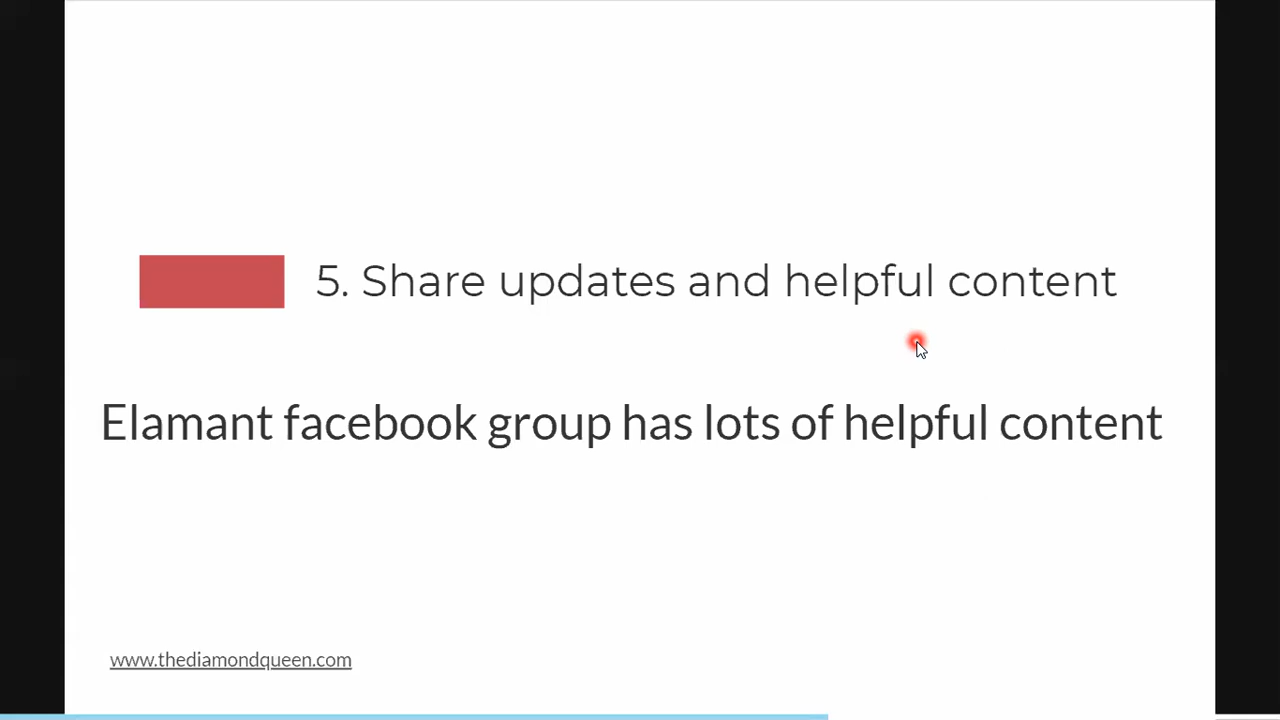 5. Share updates and helpful content
Elamant facebook group has lots of helpful content
www.thediamondqueen.com